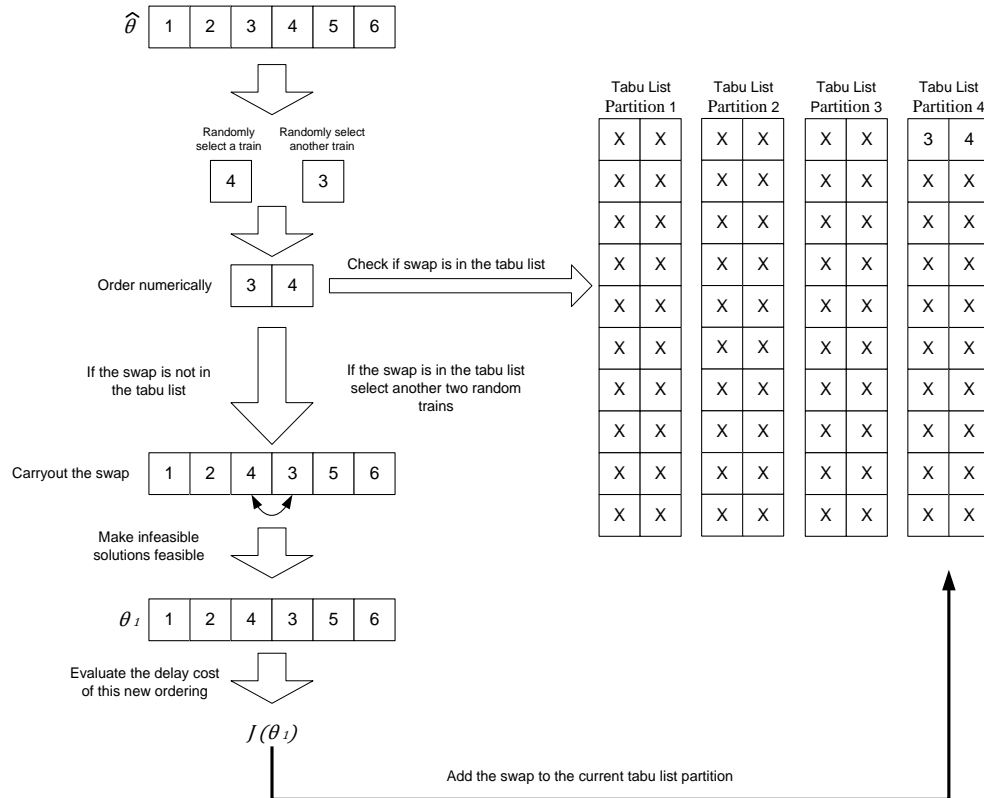 θ̂ 1 2 3 4 5 6
Randomly
select a train
Randomly select
another train
4 3
Order numerically 3 4
Check if swap is in the tabu list
If the swap is not in
the tabu list
If the swap is in the tabu list
select another two random
trains
Carryout the swap 1 2 4 3 5 6
Make infeasible
solutions feasible
θ 1 1 2 4 3 5 6
Evaluate the delay cost
of this new ordering
J(θ 1)
Add the swap to the current tabu list partition
Tabu List Tabu List Tabu List Tabu List
Partition 1 Partition 2 Partition 3 Partition 4
X X X X X X 3 4
X X X X X X X X
X X X X X X X X
X X X X X X X X
X X X X X X X X
X X X X X X X X
X X X X X X X X
X X X X X X X X
X X X X X X X X
X X X X X X X X